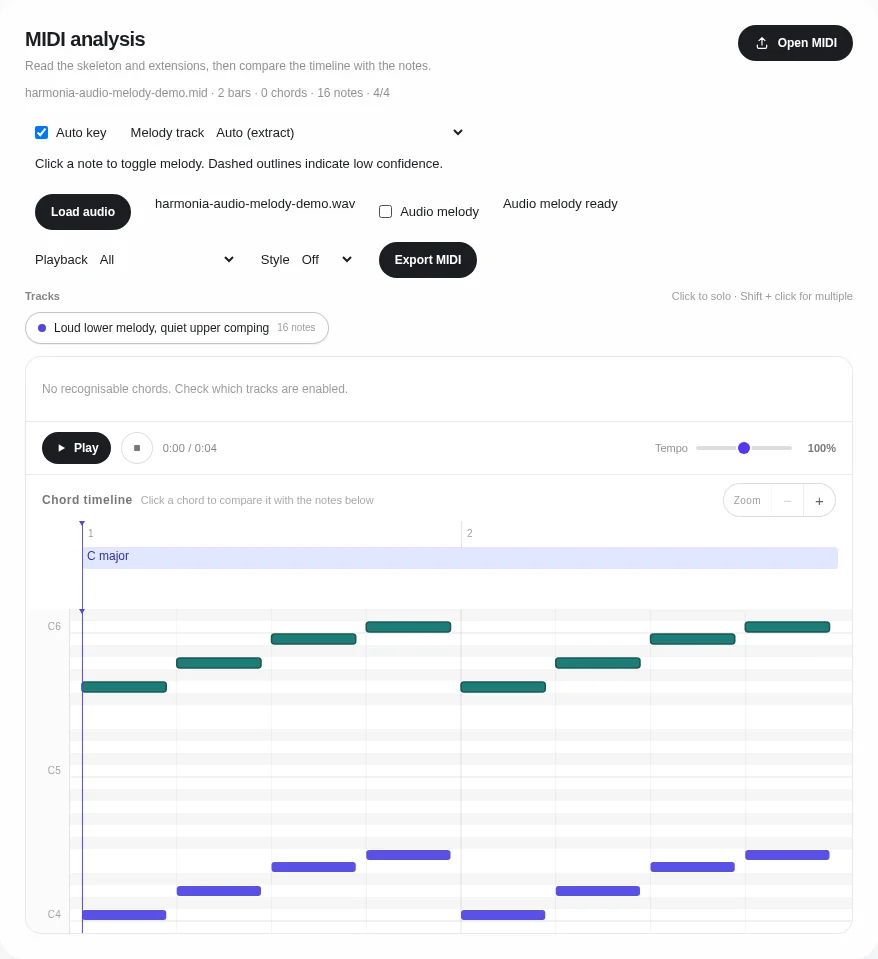 MIDI analysis
Open MIDI
Read the skeleton and extensions, then compare the timeline with the notes.
harmonia-audio-melody-demo.mid · 2 bars · 0 chords · 16 notes · 4/4
Auto key Melody track Auto (extract)
Click a note to toggle melody. Dashed outlines indicate low confidence.
Load audio harmonia-audio-melody-demo.wav Audio melody Audio melody ready
Playback All Style Off Export MIDI
Tracks Click to solo · Shift + click for multiple
Loud lower melody, quiet upper comping 16 notes
No recognisable chords. Check which tracks are enabled.
Play 0:00 / 0:04 Tempo 100%
Chord timeline Click a chord to compare it with the notes below Zoom − +
1 2
C major
C6
C5
C4